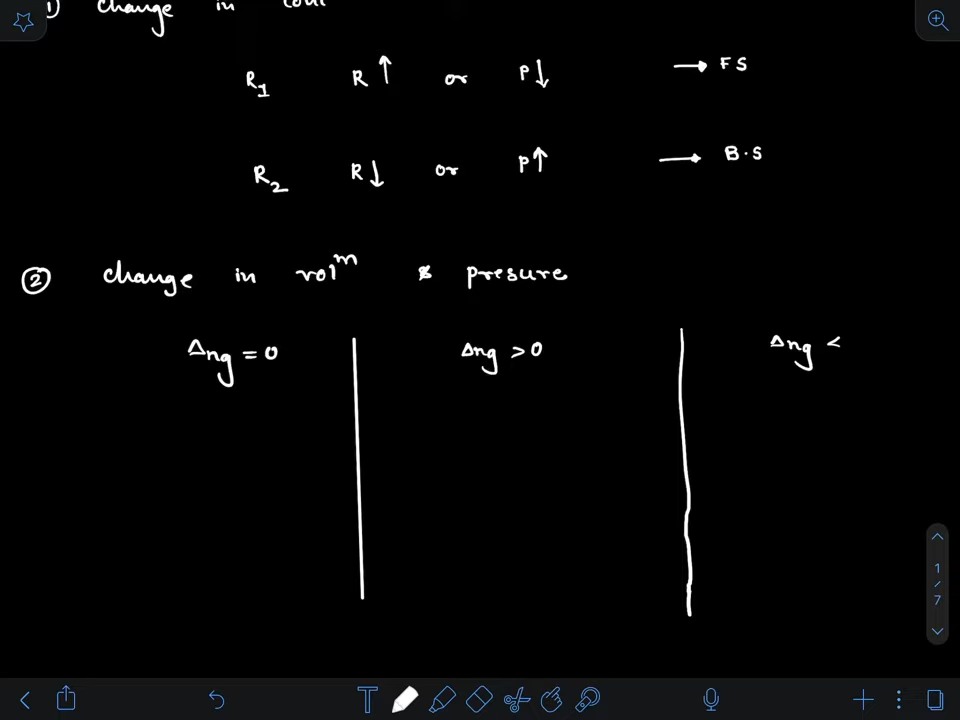 1) change in
R1 R ↑ or P↓ → FS
R2 R↓ or P↑ → B.S
② change in volm & presure
Δng = 0 Δng > 0 Δng <
1 / 7